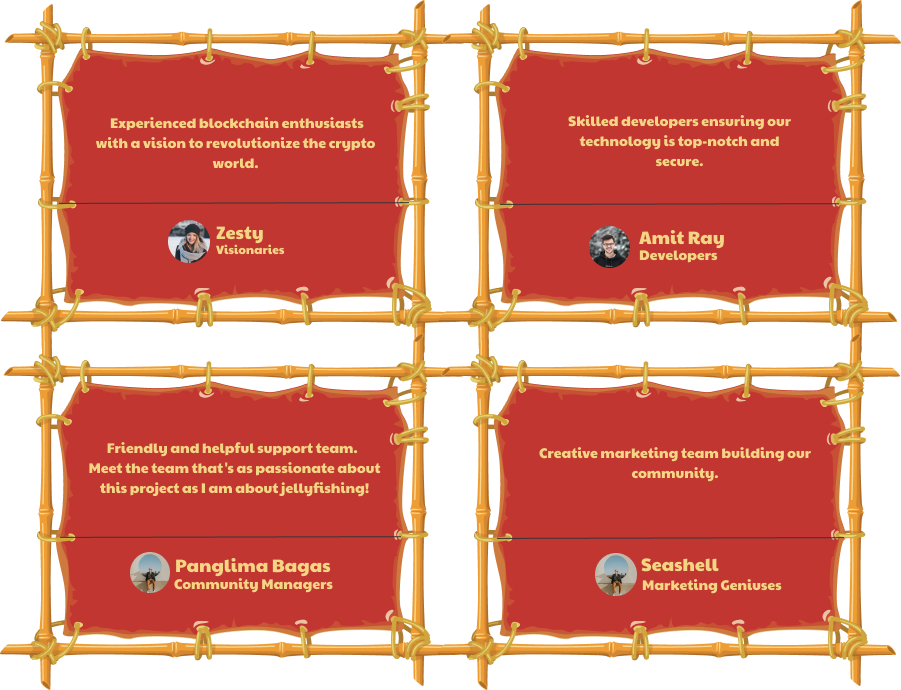 Experienced blockchain enthusiasts
with a vision to revolutionize the crypto
world.
Zesty
Visionaries
Skilled developers ensuring our
technology is top-notch and
secure.
Amit Ray
Developers
Friendly and helpful support team.
Meet the team that's as passionate about
this project as I am about jellyfishing!
Panglima Bagas
Community Managers
Creative marketing team building our
community.
Seashell
Marketing Geniuses